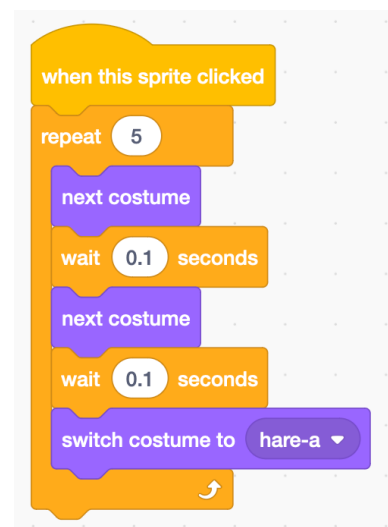 when this sprite clicked
repeat 5
next costume
wait 0.1 seconds
next costume
wait 0.1 seconds
switch costume to hare-a